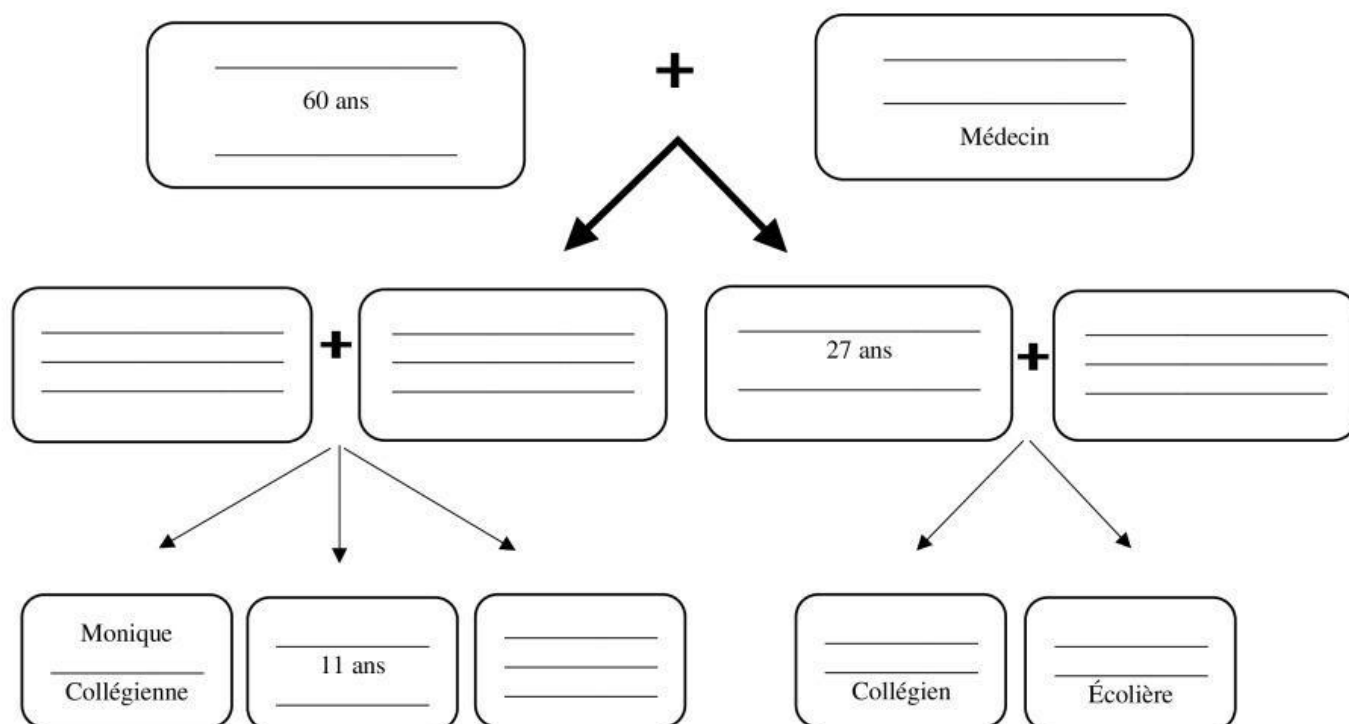 60 ans
Médecin
27 ans
Monique
Collégienne
11 ans
Collégien
Écolière